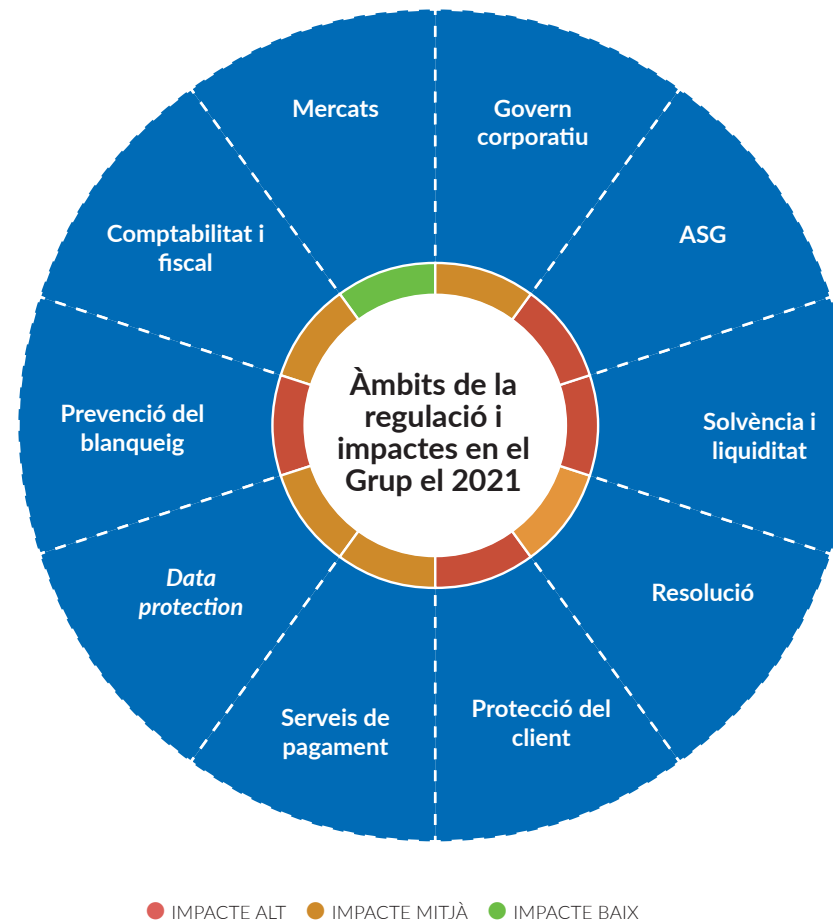 Àmbits de la
regulació i
impactes en el
Grup el 2021
Mercats
Govern
corporatiu
ASG
Solvència i
liquiditat
Resolució
Protecció del
client
Serveis de
pagament
Data
protection
Prevenció del
blanqueig
Comptabilitat i
fiscal
IMPACTE ALT
IMPACTE MITJÀ
IMPACTE BAIX